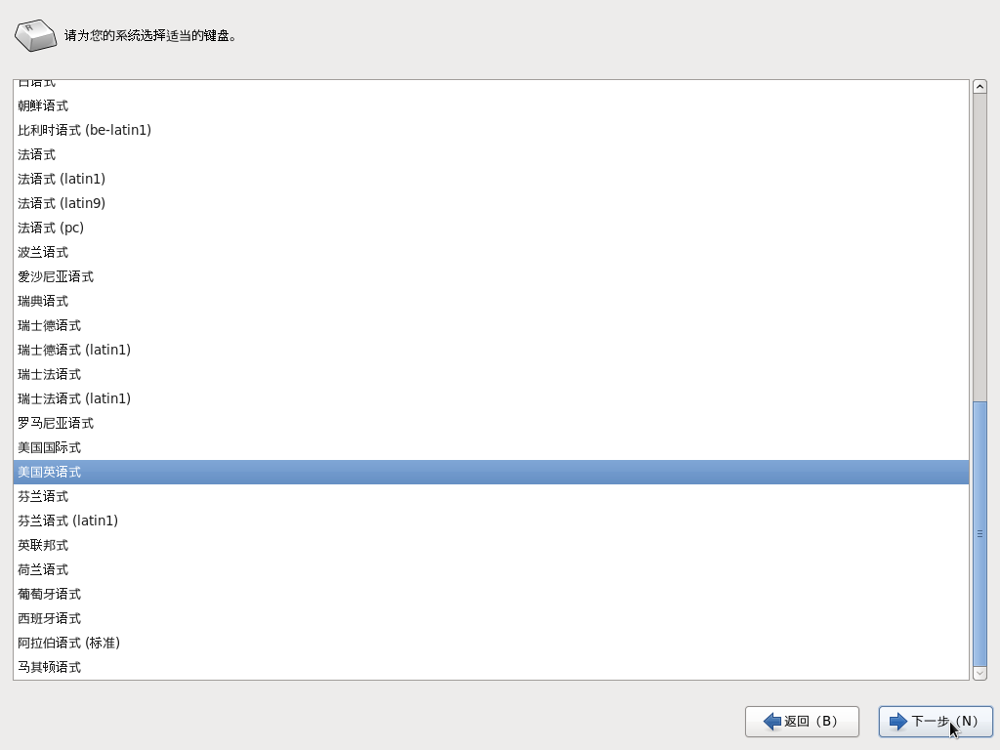 请为您的系统选择适当的键盘。
朝鲜语式
比利时语式 (be-latin1)
法语式
法语式 (latin1)
法语式 (latin9)
法语式 (pc)
波兰语式
爱沙尼亚语式
瑞典语式
瑞士德语式
瑞士德语式 (latin1)
瑞士法语式
瑞士法语式 (latin1)
罗马尼亚语式
美国国际式
美国英语式
芬兰语式
芬兰语式 (latin1)
英联邦式
荷兰语式
葡萄牙语式
西班牙语式
阿拉伯语式 (标准)
马其顿语式
返回（B）
下一步（N）